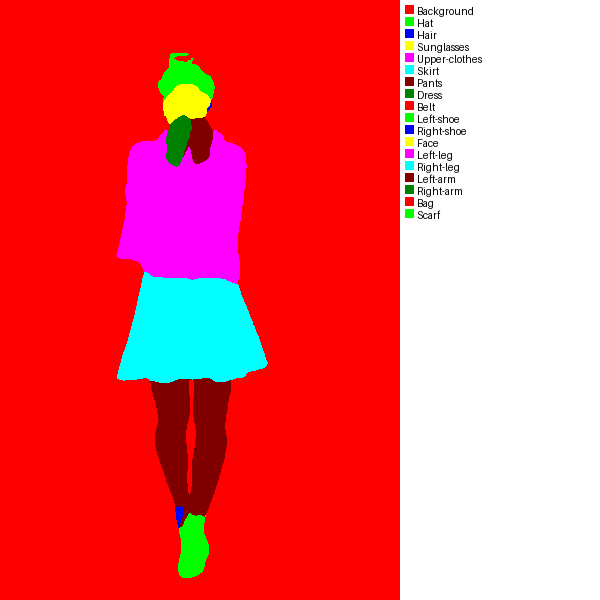 Background
Hat
Hair
Sunglasses
Upper-clothes
Skirt
Pants
Dress
Belt
Left-shoe
Right-shoe
Face
Left-leg
Right-leg
Left-arm
Right-arm
Bag
Scarf